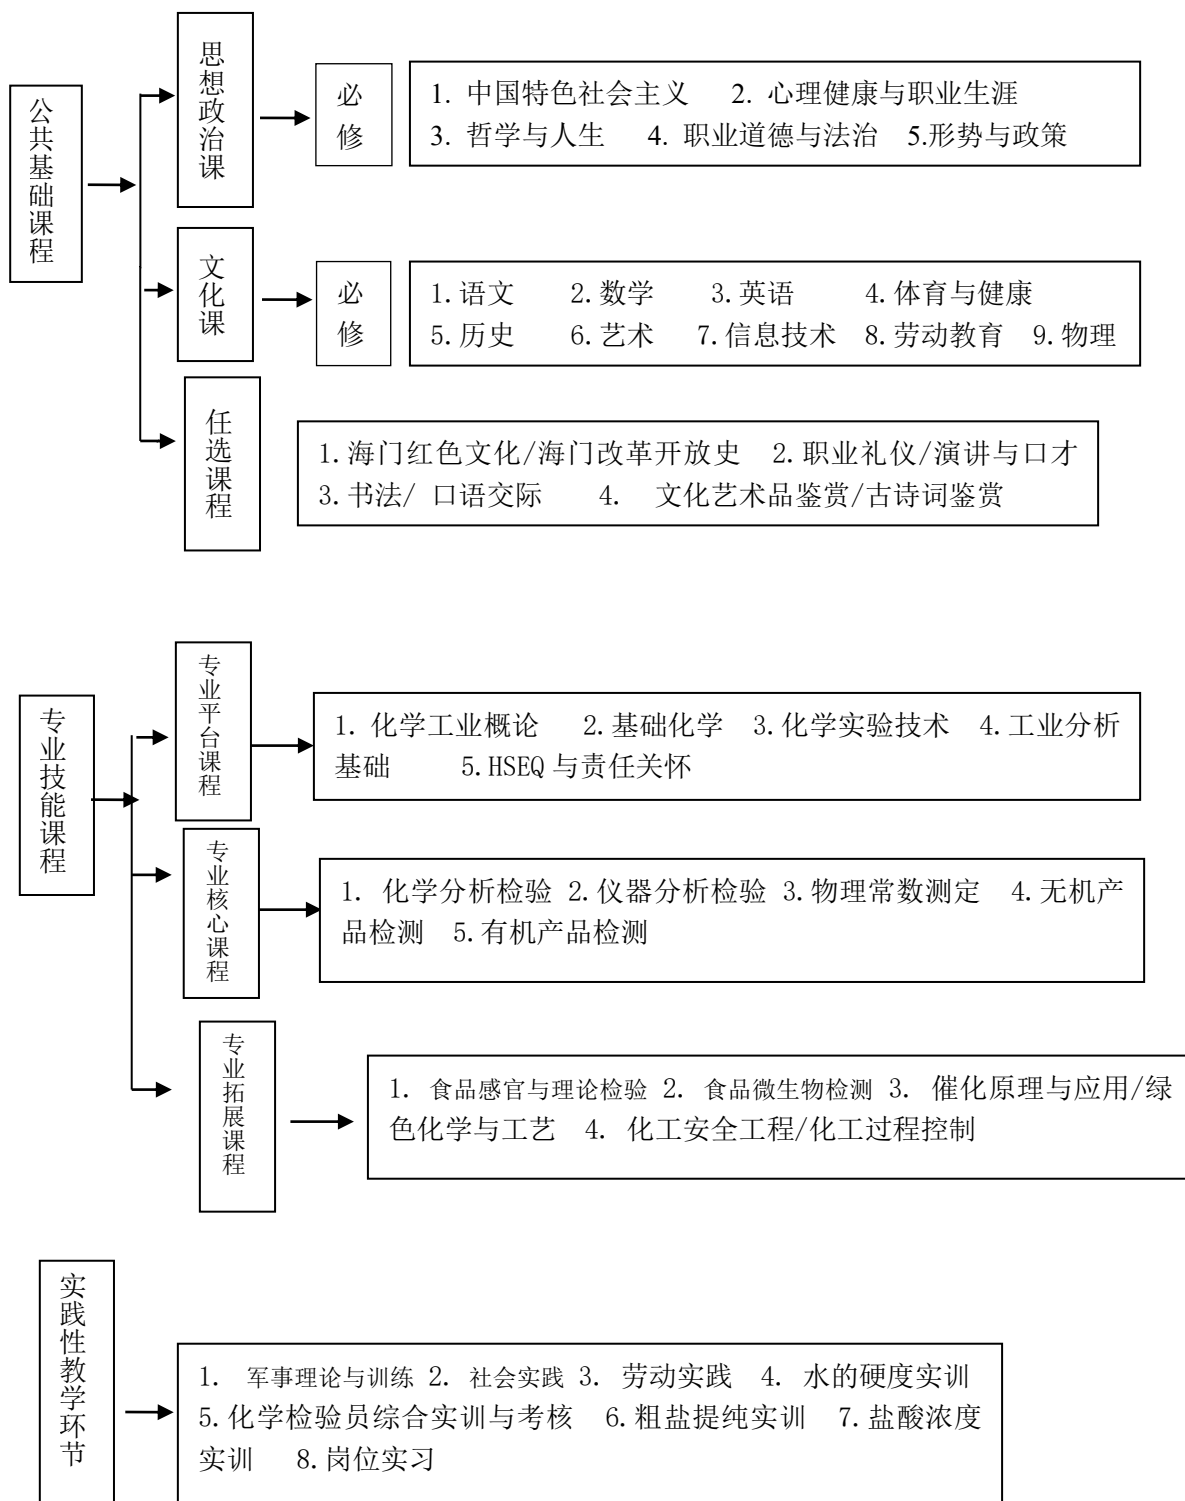 公共基础课程
思想政治课
必修
1. 中国特色社会主义 2. 心理健康与职业生涯
3. 哲学与人生 4. 职业道德与法治 5.形势与政策
文化课
必修
1.语文 2.数学 3.英语 4.体育与健康
5.历史 6.艺术 7.信息技术 8.劳动教育 9.物理
任选课程
1.海门红色文化/海门改革开放史 2.职业礼仪/演讲与口才
3.书法/ 口语交际 4. 文化艺术品鉴赏/古诗词鉴赏
专业技能课程
专业平台课程
1. 化学工业概论 2.基础化学 3.化学实验技术 4.工业分析
基础 5.HSEQ 与责任关怀
专业核心课程
1. 化学分析检验 2.仪器分析检验 3.物理常数测定 4.无机产
品检测 5.有机产品检测
专业拓展课程
1. 食品感官与理论检验 2. 食品微生物检测 3. 催化原理与应用/绿
色化学与工艺 4. 化工安全工程/化工过程控制
实践性教学环节
1. 军事理论与训练 2. 社会实践 3. 劳动实践 4. 水的硬度实训
5.化学检验员综合实训与考核 6.粗盐提纯实训 7.盐酸浓度
实训 8.岗位实习